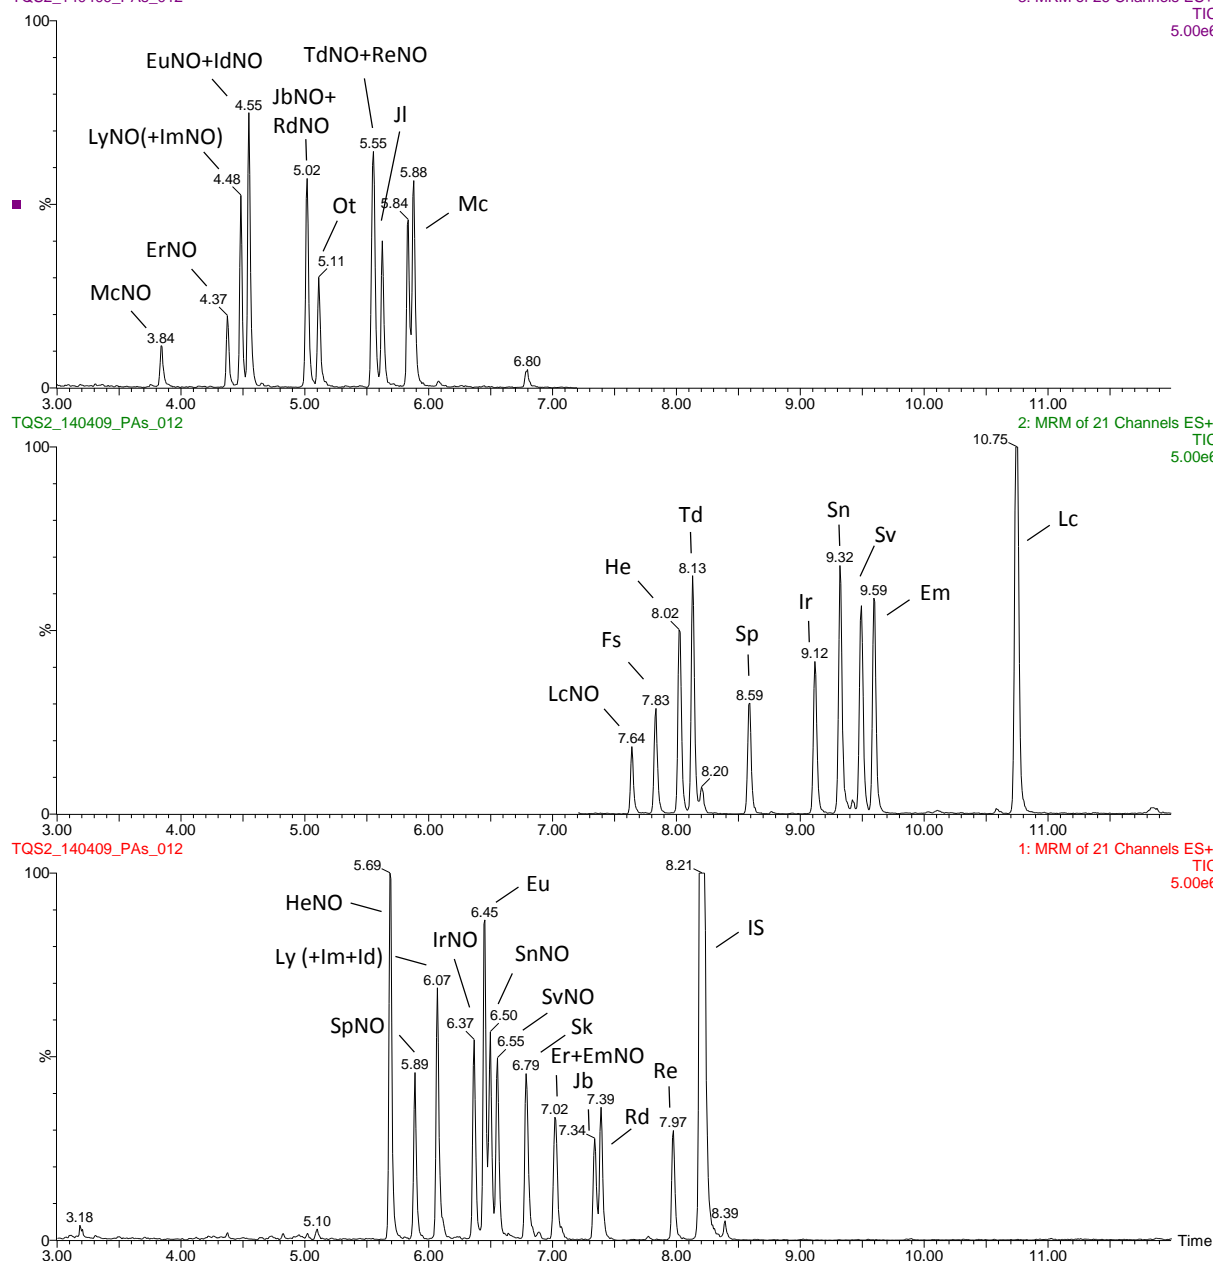 TIC
5.00e6
100
%
0
McNO
3.84
ErNO
4.37
LyNO(+ImNO)
4.48
EuNO+IdNO
4.55
JbNO+
RdNO
5.02
Ot
5.11
TdNO+ReNO
5.55
Jl
5.84
5.88
Mc
6.80
3.00 4.00 5.00 6.00 7.00 8.00 9.00 10.00 11.00
TQS2_140409_PAs_012
2: MRM of 21 Channels ES+
TIC
5.00e6
100
%
0
LcNO
7.64
Fs
7.83
He
8.02
Td
8.13
8.20
Sp
8.59
Ir
9.12
Sn
9.32
Sv
9.59
Em
10.75
Lc
3.00 4.00 5.00 6.00 7.00 8.00 9.00 10.00 11.00
TQS2_140409_PAs_012
1: MRM of 21 Channels ES+
TIC
5.00e6
100
%
0
3.18
5.10
HeNO
5.69
SpNO
5.89
Ly (+Im+Id)
6.07
IrNO
6.37
Eu
6.45
SnNO
6.50
SvNO
6.55
Sk
6.79
Er+EmNO
7.02
Jb
7.34
7.39
Rd
Re
7.97
8.21
IS
8.39
3.00 4.00 5.00 6.00 7.00 8.00 9.00 10.00 11.00
Time